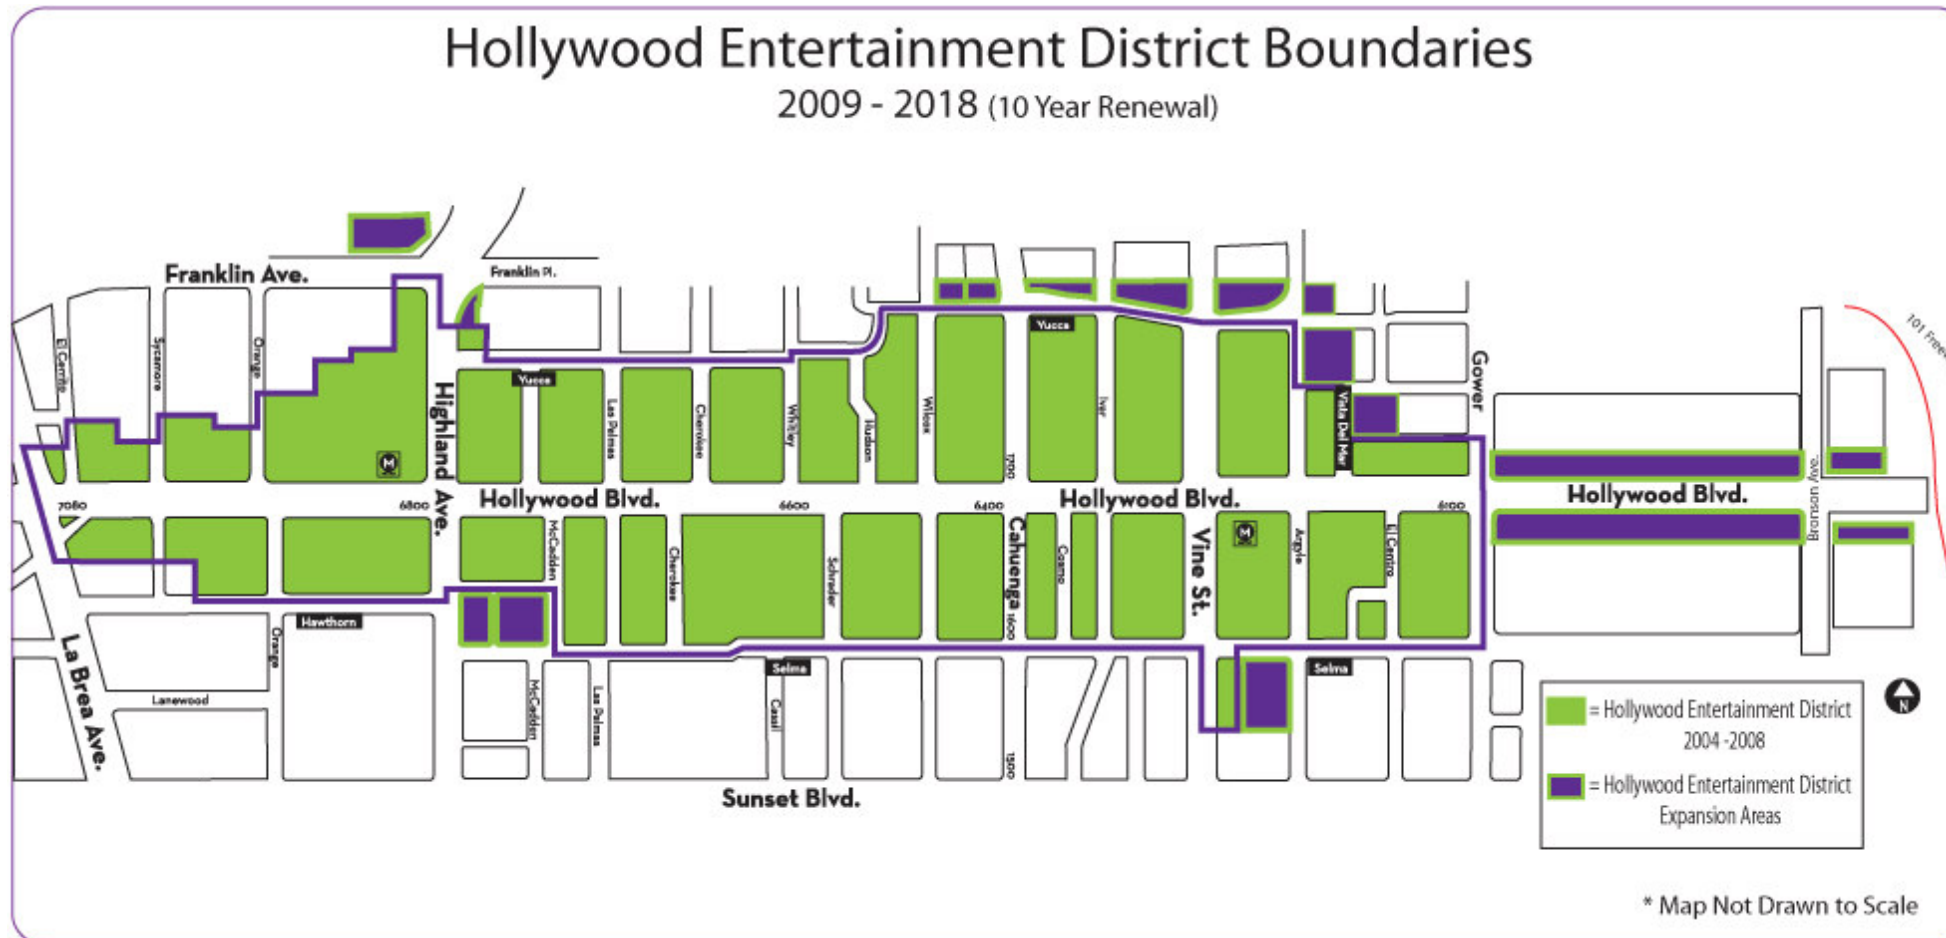 Hollywood Entertainment District Boundaries
2009 - 2018 (10 Year Renewal)
Franklin Ave.
Franklin Pl.
101 Free
El Cerrito
Sycamore
Orange
Highland Ave.
Yucca
Las Palmas
Cherokee
Whitley
Hudson
Wilcox
1700
Yucca
Ivar
Vista Del Mar
Gower
M
7080
6800
Hollywood Blvd.
6600
6400
Hollywood Blvd.
6100
Hollywood Blvd.
Bronson Ave.
McCadden
Cherokee
Schrader
Cahuenga
1600
Cosmo
Vine St.
M
Argyle
El Centro
La Brea Ave.
Orange
Hawthorn
Lanewood
McCadden
Las Palmas
Selma
Cassil
1500
Selma
Sunset Blvd.
= Hollywood Entertainment District
2004 -2008
= Hollywood Entertainment District
Expansion Areas
N
* Map Not Drawn to Scale